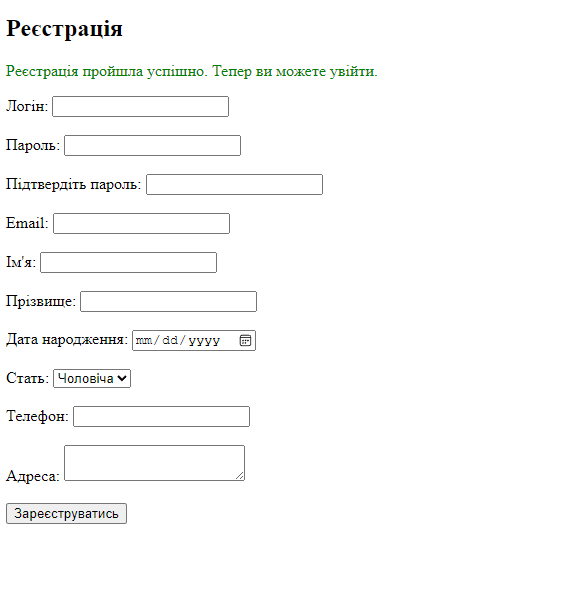 Реєстрація
Реєстрація пройшла успішно. Тепер ви можете увійти.
Логін:
Пароль:
Підтвердіть пароль:
Email:
Ім'я:
Прізвище:
Дата народження: mm/dd/yyyy
Стать: Чоловіча
Телефон:
Адреса:
Зареєструватись